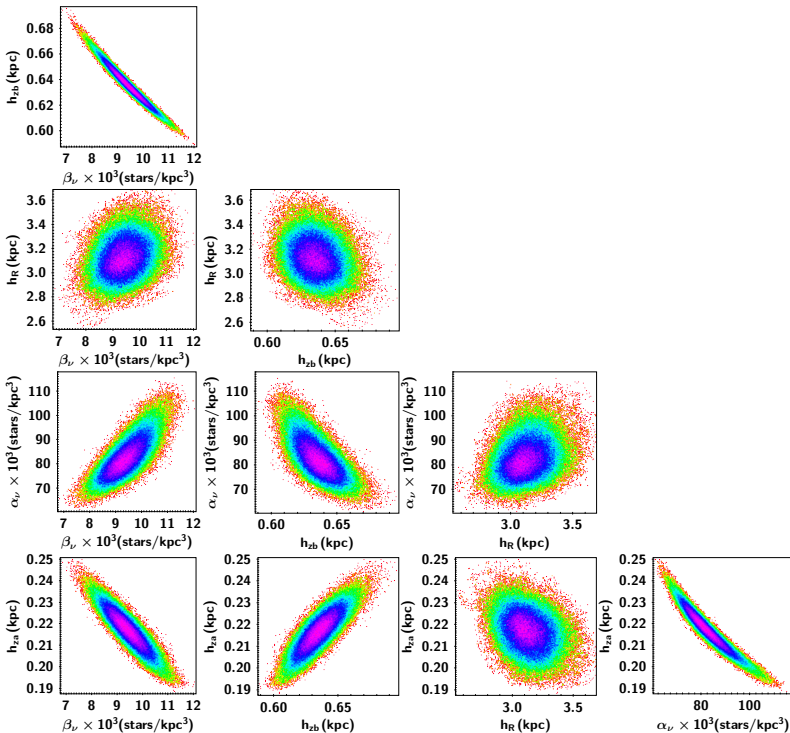 h_zb (kpc)
0.68
0.66
0.64
0.62
0.60
7 8 9 10 11 12
β_ν × 10³(stars/kpc³)
h_R (kpc)
3.6
3.4
3.2
3.0
2.8
2.6
7 8 9 10 11 12
β_ν × 10³(stars/kpc³)
h_R (kpc)
3.6
3.4
3.2
3.0
2.8
2.6
0.60 0.65
h_zb (kpc)
α_ν × 10³(stars/kpc³)
110
100
90
80
70
7 8 9 10 11 12
β_ν × 10³(stars/kpc³)
α_ν × 10³(stars/kpc³)
110
100
90
80
70
0.60 0.65
h_zb (kpc)
α_ν × 10³(stars/kpc³)
110
100
90
80
70
3.0 3.5
h_R (kpc)
h_za (kpc)
0.25
0.24
0.23
0.22
0.21
0.20
0.19
7 8 9 10 11 12
β_ν × 10³(stars/kpc³)
h_za (kpc)
0.25
0.24
0.23
0.22
0.21
0.20
0.19
0.60 0.65
h_zb (kpc)
h_za (kpc)
0.25
0.24
0.23
0.22
0.21
0.20
0.19
3.0 3.5
h_R (kpc)
h_za (kpc)
0.25
0.24
0.23
0.22
0.21
0.20
0.19
80 100
α_ν × 10³(stars/kpc³)